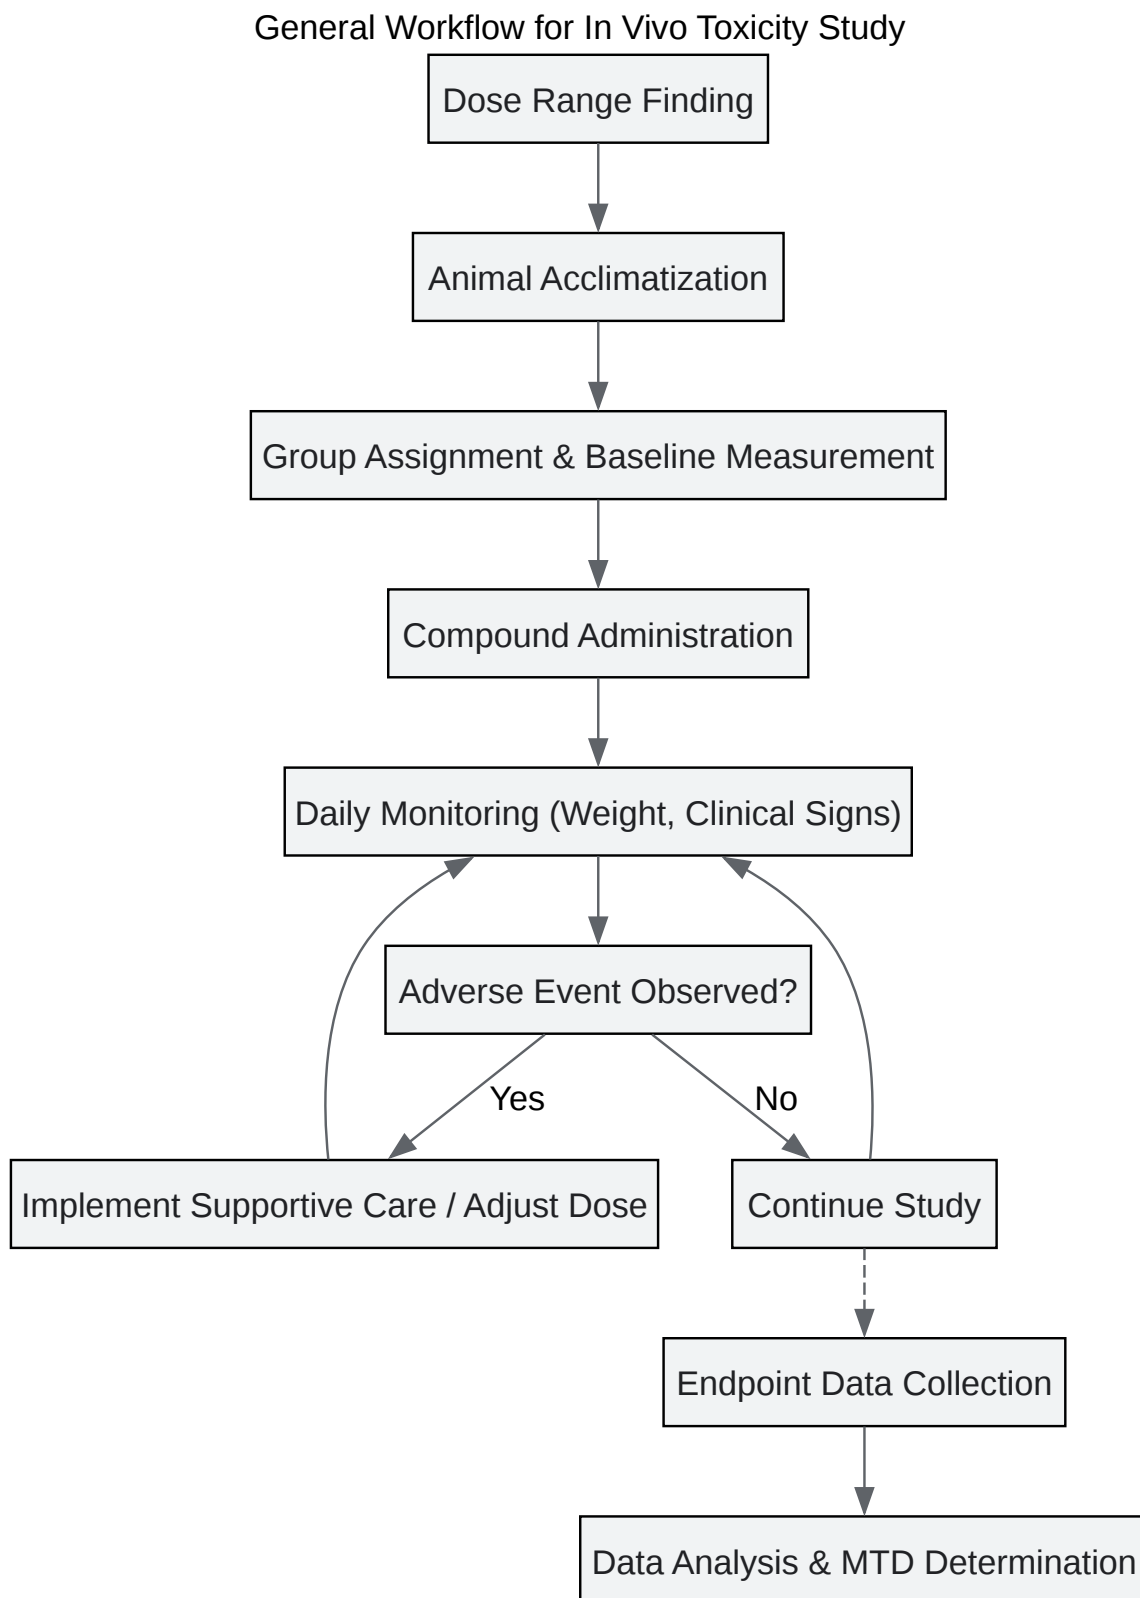 General Workflow for In Vivo Toxicity Study
Dose Range Finding
Animal Acclimatization
Group Assignment & Baseline Measurement
Compound Administration
Daily Monitoring (Weight, Clinical Signs)
Adverse Event Observed?
Yes
No
Implement Supportive Care / Adjust Dose
Continue Study
Endpoint Data Collection
Data Analysis & MTD Determination